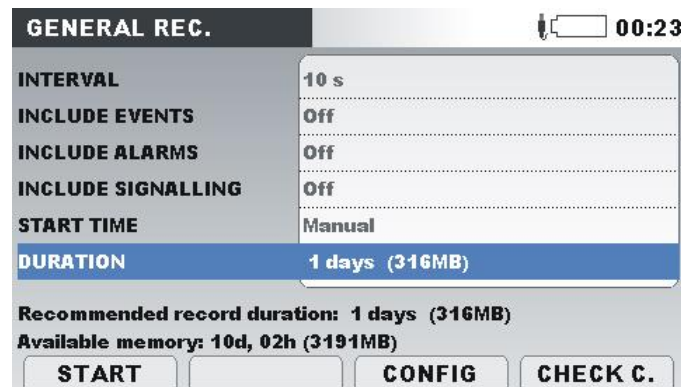 GENERAL REC. 00:23
INTERVAL 10 s
INCLUDE EVENTS Off
INCLUDE ALARMS Off
INCLUDE SIGNALLING Off
START TIME Manual
DURATION 1 days (316MB)
Recommended record duration: 1 days (316MB)
Available memory: 10d, 02h (3191MB)
START CONFIG CHECK C.